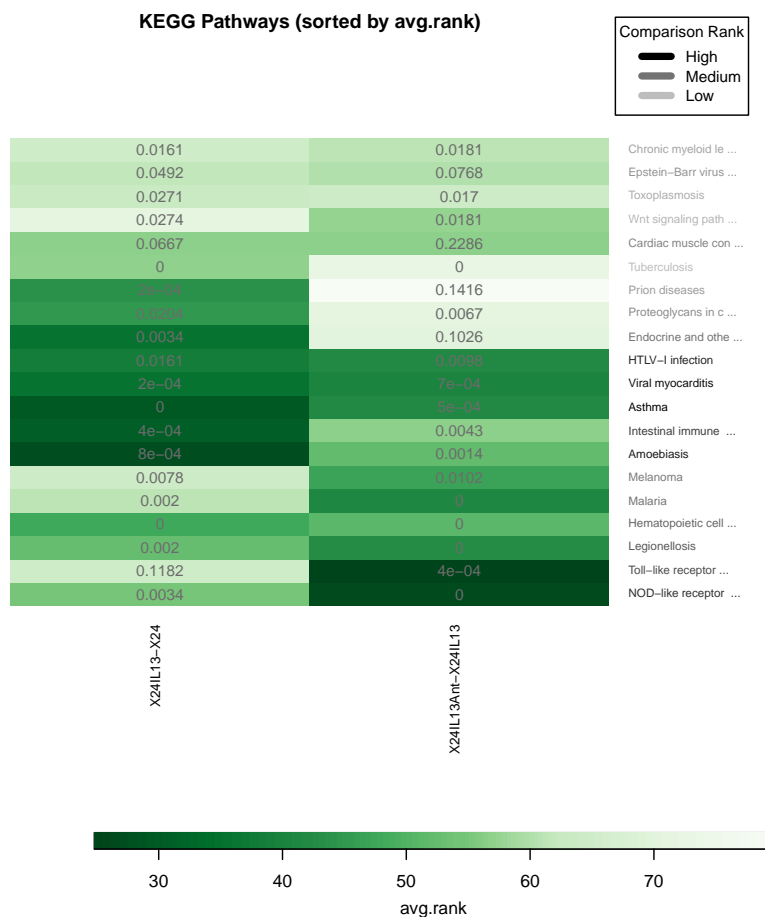 KEGG Pathways (sorted by avg.rank)
Comparison Rank
High
Medium
Low
0.0161 0.0181 Chronic myeloid le ...
0.0492 0.0768 Epstein−Barr virus ...
0.0271 0.017 Toxoplasmosis
0.0274 0.0181 Wnt signaling path ...
0.0667 0.2286 Cardiac muscle con ...
0 0 Tuberculosis
2e−04 0.1416 Prion diseases
0.0204 0.0067 Proteoglycans in c ...
0.0034 0.1026 Endocrine and othe ...
0.0161 0.0098 HTLV−I infection
2e−04 7e−04 Viral myocarditis
0 5e−04 Asthma
4e−04 0.0043 Intestinal immune ...
8e−04 0.0014 Amoebiasis
0.0078 0.0102 Melanoma
0.002 0 Malaria
0 0 Hematopoietic cell ...
0.002 0 Legionellosis
0.1182 4e−04 Toll−like receptor ...
0.0034 0 NOD−like receptor ...
X24IL13−X24
X24IL13Ant−X24IL13
30 40 50 60 70
avg.rank